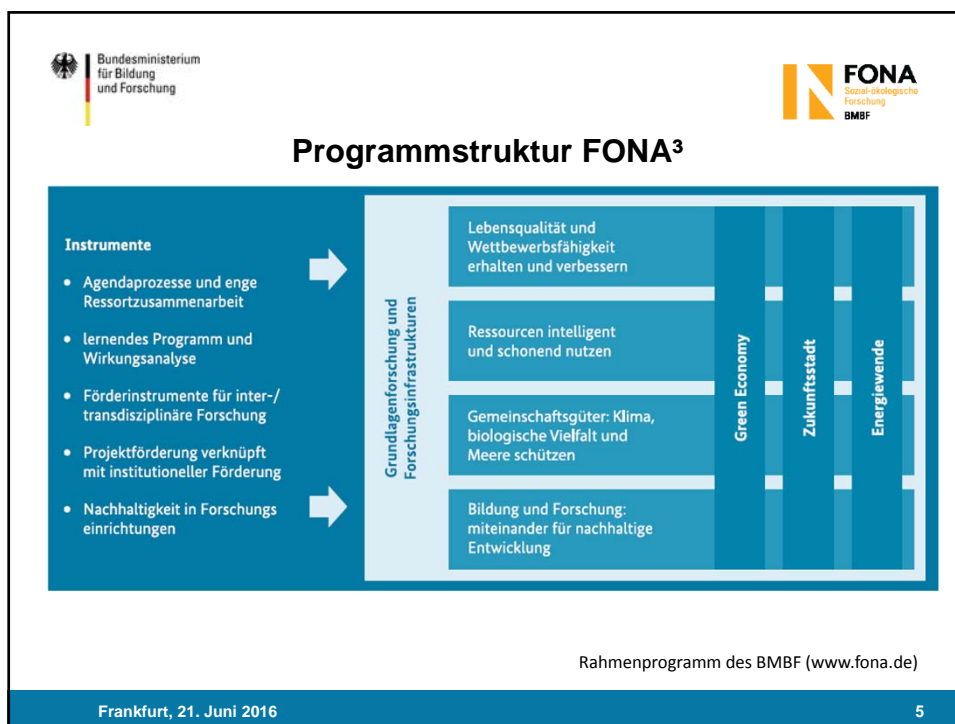 Bundesministerium
für Bildung
und Forschung
FONA
Sozial-ökologische
Forschung
BMBF
Programmstruktur FONA³
Instrumente
• Agendaprozesse und enge
Ressortzusammenarbeit
• lernendes Programm und
Wirkungsanalyse
• Förderinstrumente für inter-/
transdisziplinäre Forschung
• Projektförderung verknüpft
mit institutioneller Förderung
• Nachhaltigkeit in Forschungs
einrichtungen
Grundlagenforschung und
Forschungsinfrastrukturen
Lebensqualität und
Wettbewerbsfähigkeit
erhalten und verbessern
Ressourcen intelligent
und schonend nutzen
Gemeinschaftsgüter: Klima,
biologische Vielfalt und
Meere schützen
Bildung und Forschung:
miteinander für nachhaltige
Entwicklung
Green Economy
Zukunftsstadt
Energiewende
Rahmenprogramm des BMBF (www.fona.de)
Frankfurt, 21. Juni 2016
5